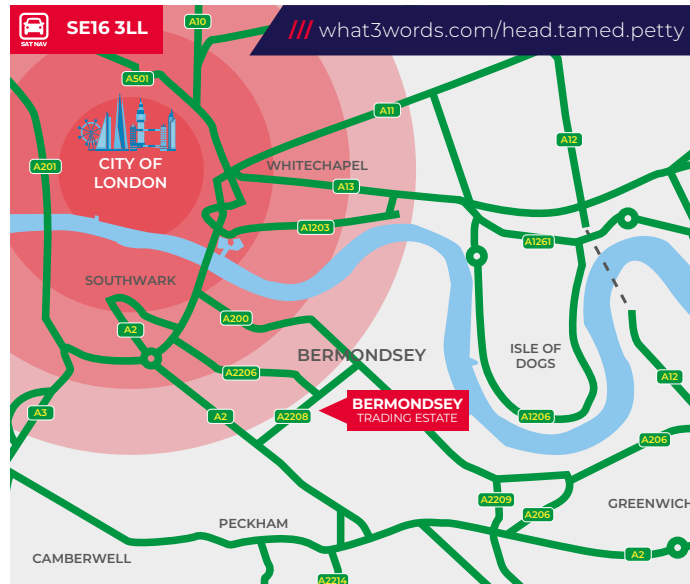 SAT NAV
SE16 3LL
/// what3words.com/head.tamed.petty
A10
A501
A11
A12
CITY OF
LONDON
A201
WHITECHAPEL
A13
A1203
A1261
SOUTHWARK
A200
A2
BERMONDSEY
ISLE OF
DOGS
A2206
A12
A3
A2
A2208
BERMONDSEY
TRADING ESTATE
A1206
A206
A2209
A206
GREENWICH
PECKHAM
CAMBERWELL
A2
A2214